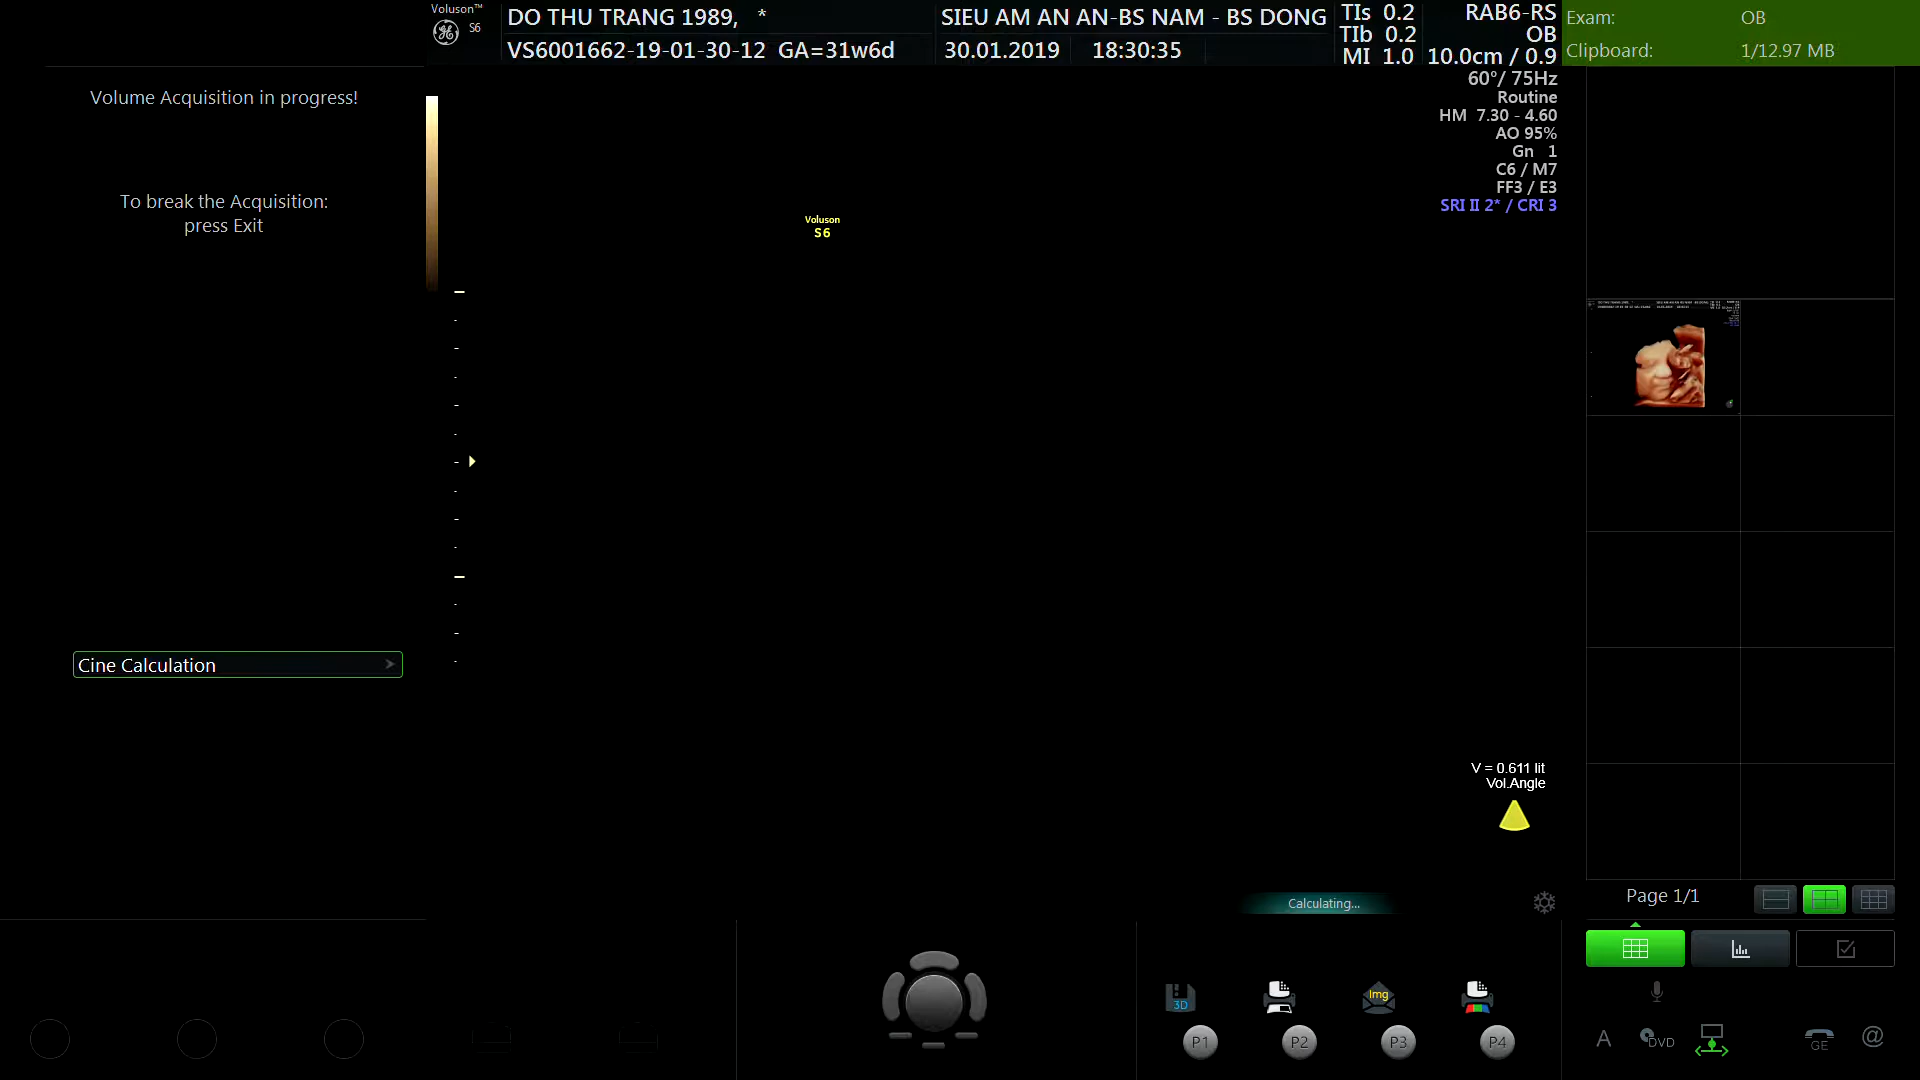 Voluson™
S6
DO THU TRANG 1989, *
VS6001662-19-01-30-12 GA=31w6d
SIEU AM AN AN-BS NAM - BS DONG
30.01.2019 18:30:35
TIs 0.2
TIb 0.2
MI 1.0
RAB6-RS
OB
10.0cm / 0.9
60°/ 75Hz
Routine
HM 7.30 - 4.60
AO 95%
Gn 1
C6 / M7
FF3 / E3
SRI II 2* / CRI 3
Exam: OB
Clipboard: 1/12.97 MB
Volume Acquisition in progress!
To break the Acquisition:
press Exit
Voluson
S6
Cine Calculation
V = 0.611 lit
Vol.Angle
Calculating...
Page 1/1
3D
Img
P1
P2
P3
P4
A
DVD
GE
@